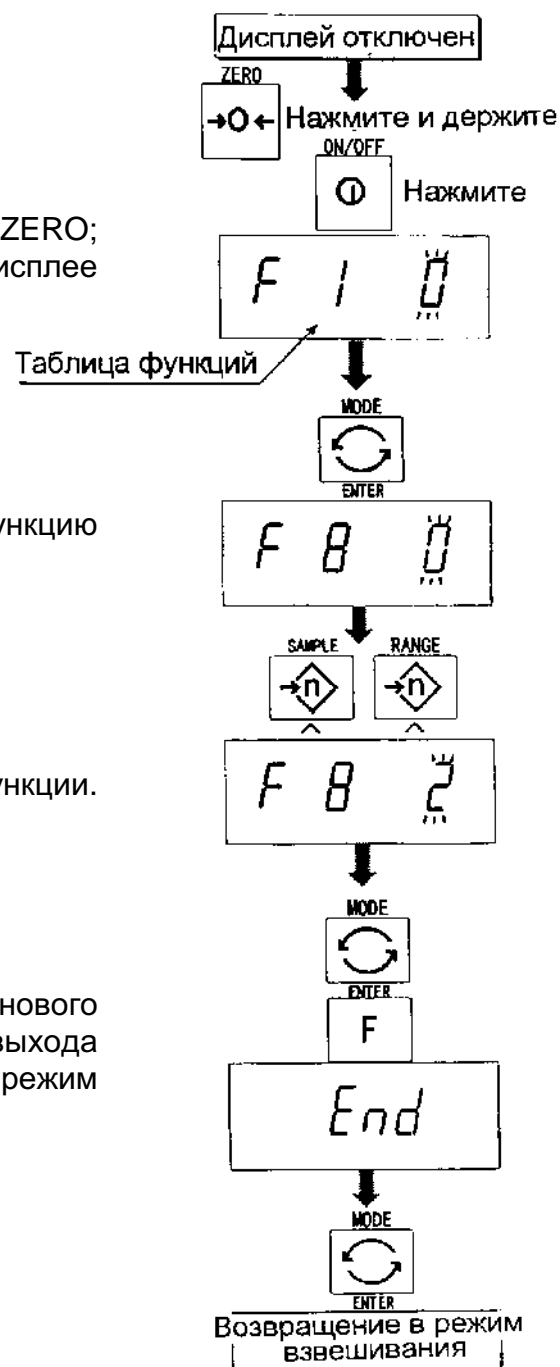 Дисплей отключен
ZERO
→0← Нажмите и держите
ON/OFF
Нажмите
ZERO;
исплее
F 1 0
Таблица функций
MODE
ENTER
ункцию
F 8 0
SAMPLE RANGE
→n →n
F 8 2
ункции.
MODE
ENTER
F
нового
выхода
режим
End
MODE
ENTER
Возвращение в режим
взвешивания